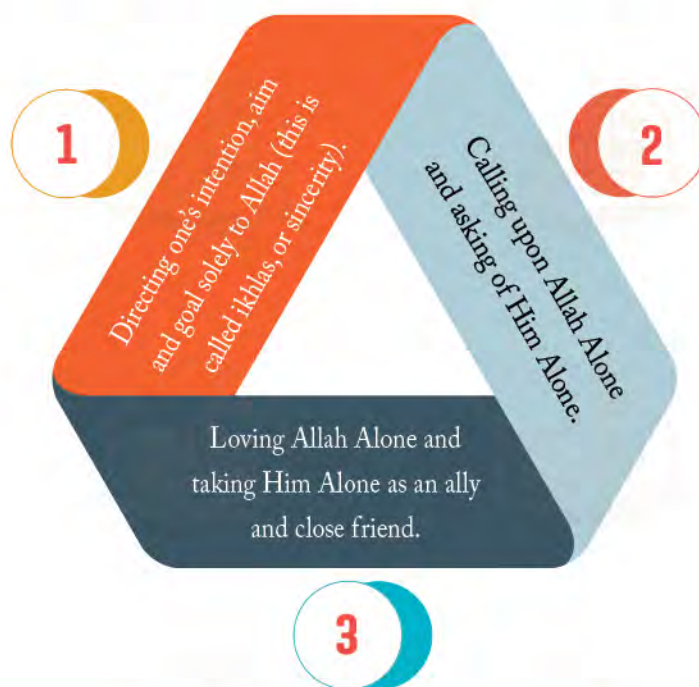 1
Directing one's intention, aim
and goal solely to Allah (this is
called ikhlas, or sincerity).
2
Calling upon Allah Alone
and asking of Him Alone.
Loving Allah Alone and
taking Him Alone as an ally
and close friend.
3